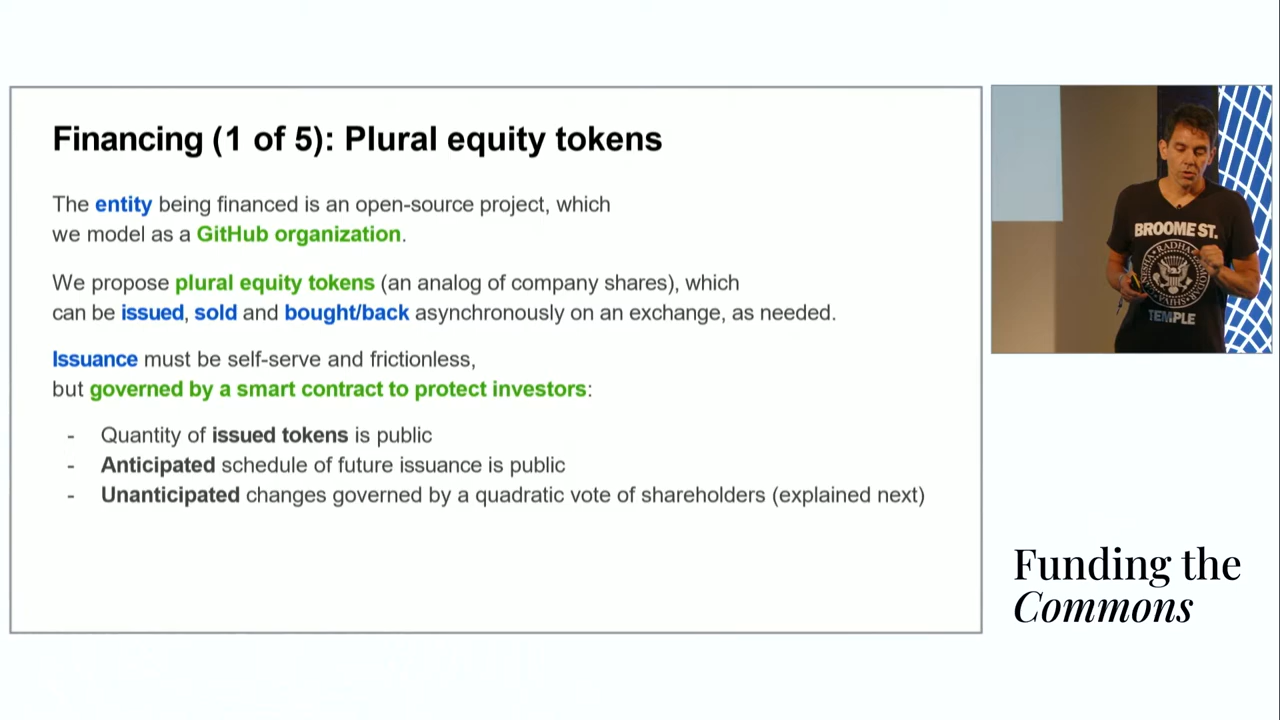 Financing (1 of 5): Plural equity tokens
The entity being financed is an open-source project, which
we model as a GitHub organization.
We propose plural equity tokens (an analog of company shares), which
can be issued, sold and bought/back asynchronously on an exchange, as needed.
Issuance must be self-serve and frictionless,
but governed by a smart contract to protect investors:
- Quantity of issued tokens is public
- Anticipated schedule of future issuance is public
- Unanticipated changes governed by a quadratic vote of shareholders (explained next)
BROOME ST.
RADHA
SHIVA
TEMPLE
Funding the
Commons